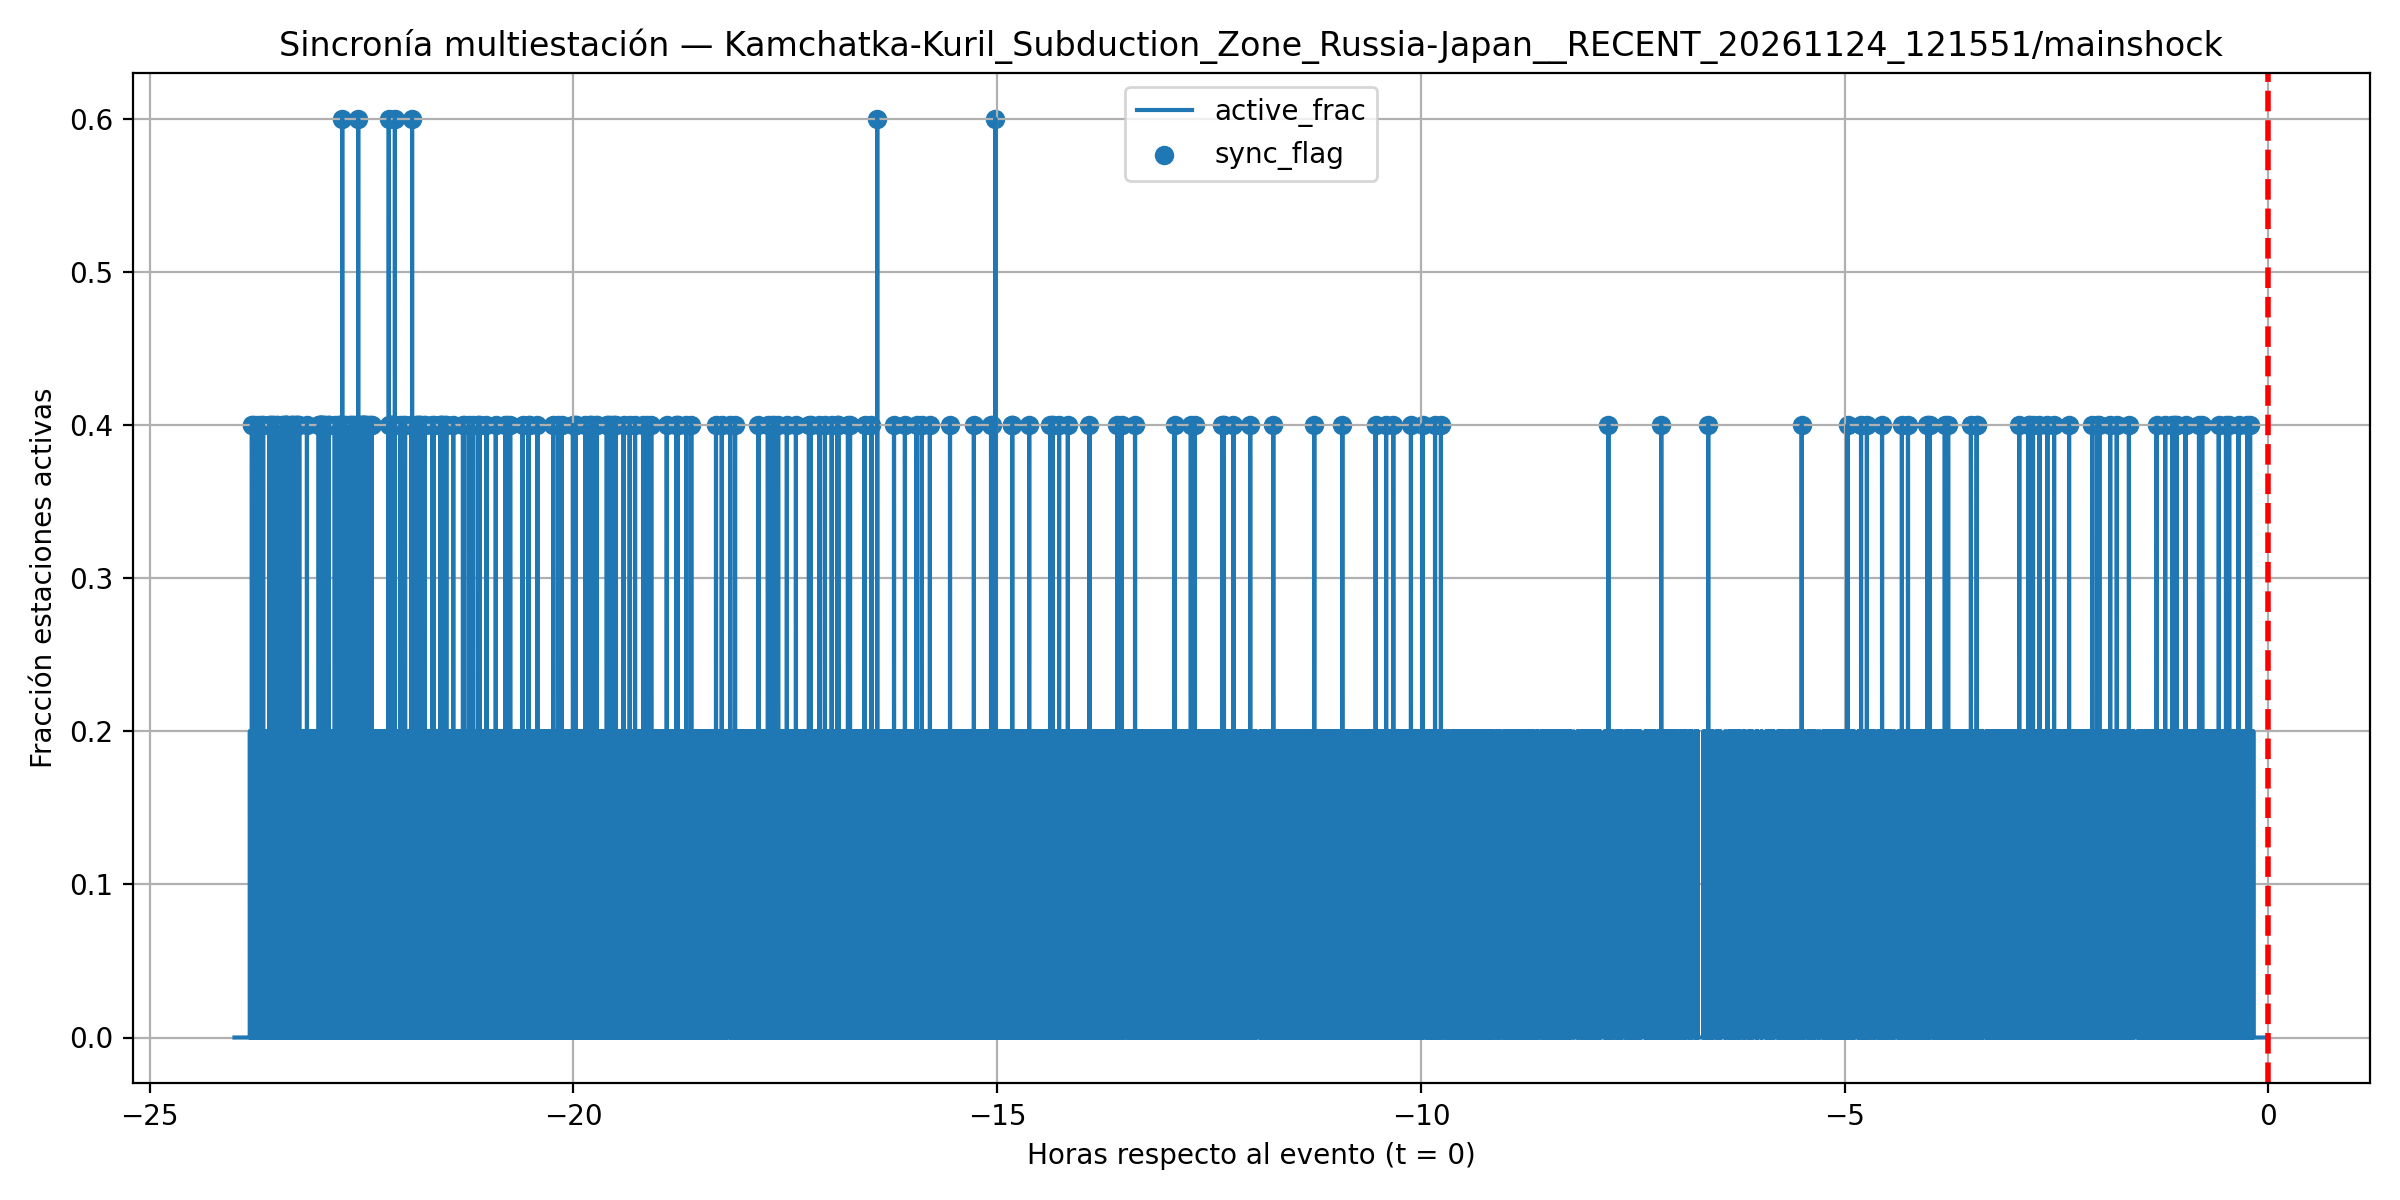 Sincronía multiestación — Kamchatka-Kuril_Subduction_Zone_Russia-Japan__RECENT_20261124_121551/mainshock
active_frac
sync_flag
Fracción estaciones activas
0.6
0.5
0.4
0.3
0.2
0.1
0.0
−25 −20 −15 −10 −5 0
Horas respecto al evento (t = 0)